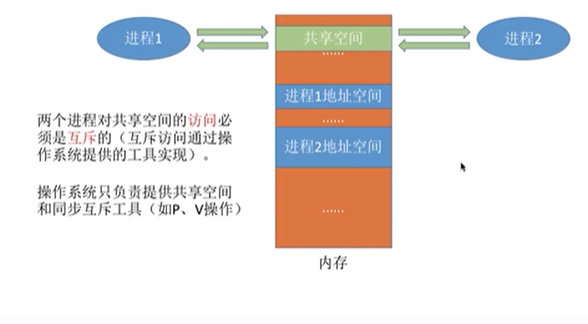 进程1
共享空间
进程2
......
进程1地址空间
......
进程2地址空间
......
内存
两个进程对共享空间的访问必
须是互斥的（互斥访问通过操
作系统提供的工具实现）。
操作系统只负责提供共享空间
和同步互斥工具（如P、V操作）